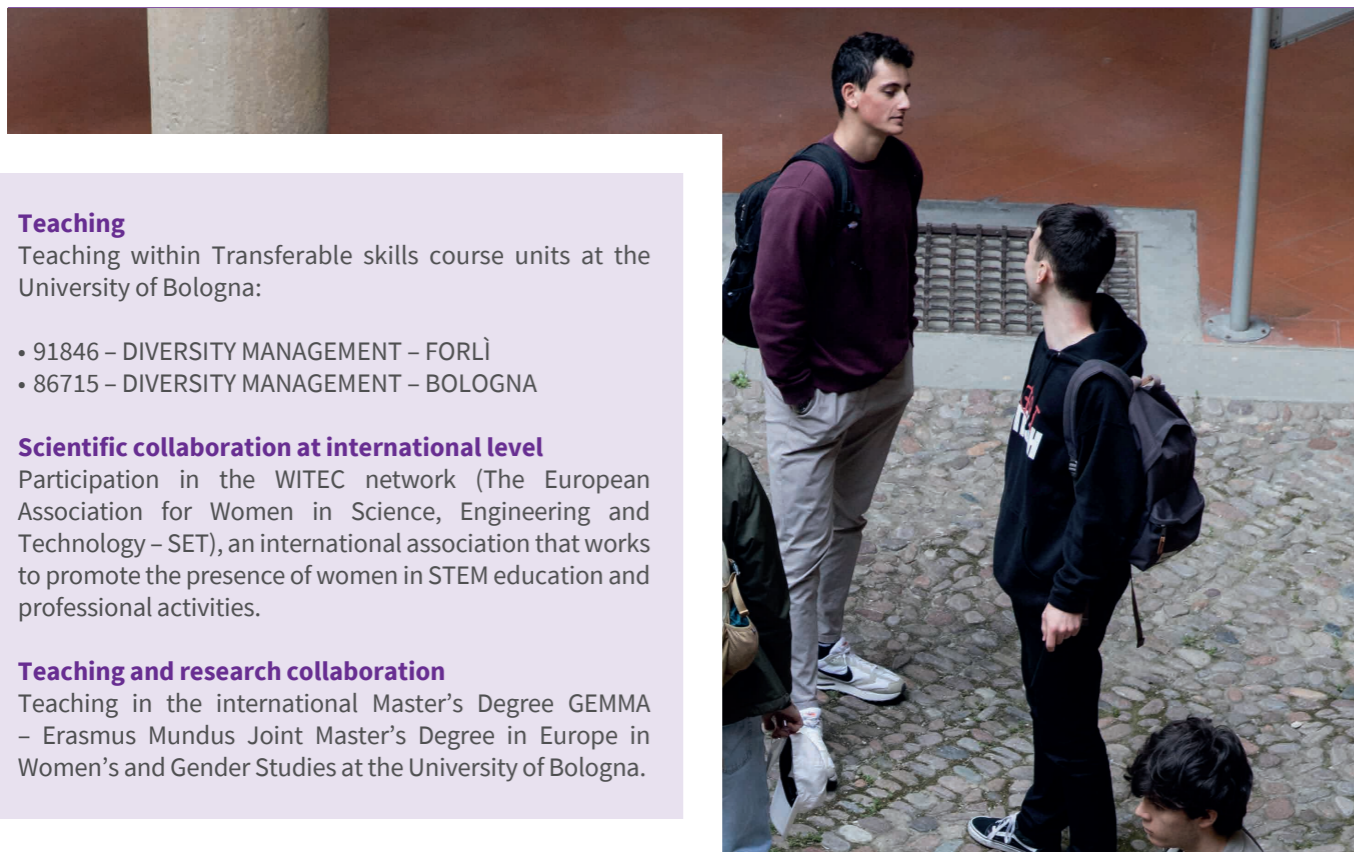 Teaching
Teaching within Transferable skills course units at the
University of Bologna:
• 91846 – DIVERSITY MANAGEMENT – FORLÌ
• 86715 – DIVERSITY MANAGEMENT – BOLOGNA
Scientific collaboration at international level
Participation in the WITEC network (The European
Association for Women in Science, Engineering and
Technology – SET), an international association that works
to promote the presence of women in STEM education and
professional activities.
Teaching and research collaboration
Teaching in the international Master’s Degree GEMMA
– Erasmus Mundus Joint Master’s Degree in Europe in
Women’s and Gender Studies at the University of Bologna.